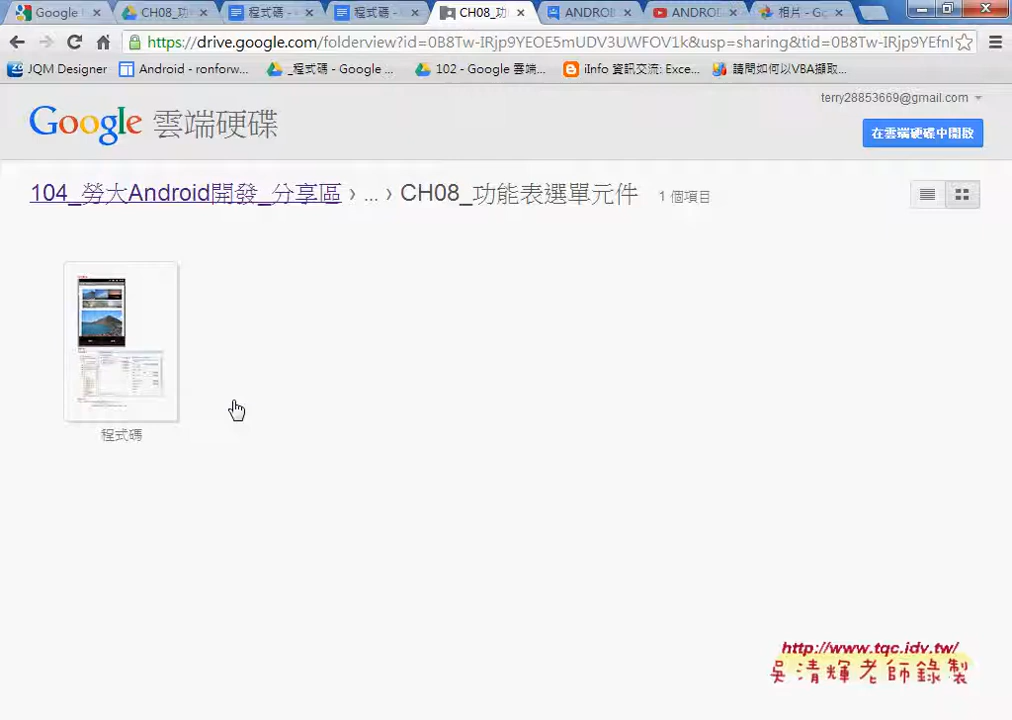 Google
CH08_功
程式碼 -
程式碼 -
CH08_功
ANDROI
ANDROI
相片 - Go
https://drive.google.com/folderview?id=0B8Tw-IRjp9YEOE5mUDV3UWFOV1k&usp=sharing&tid=0B8Tw-IRjp9YEfnI
JQM Designer
Android - ronforw...
_程式碼 - Google ...
102 - Google 雲端...
iInfo 資訊交流: Exce...
請問如何以VBA擷取...
terry28853669@gmail.com
Google 雲端硬碟
在雲端硬碟中開啟
104_勞大Android開發_分享區 › ... › CH08_功能表選單元件 1 個項目
程式碼
http://www.tqc.idv.tw/
吳清輝老師錄製